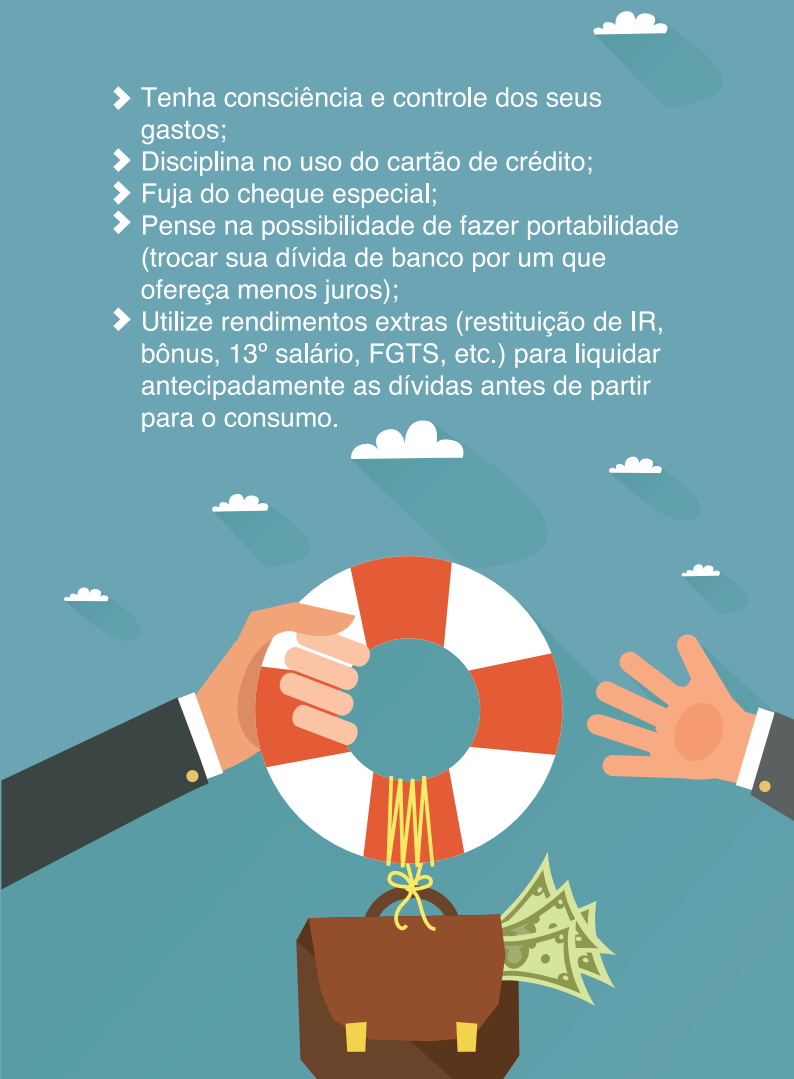 Tenha consciência e controle dos seus
gastos;
Disciplina no uso do cartão de crédito;
Fuja do cheque especial;
Pense na possibilidade de fazer portabilidade
(trocar sua dívida de banco por um que
ofereça menos juros);
Utilize rendimentos extras (restituição de IR,
bônus, 13º salário, FGTS, etc.) para liquidar
antecipadamente as dívidas antes de partir
para o consumo.